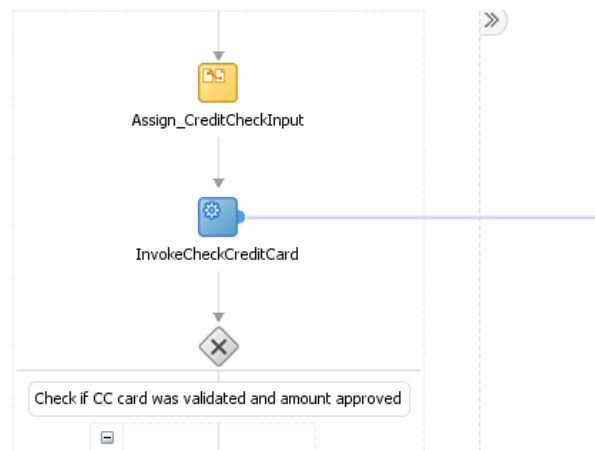 Assign_CreditCheckInput
InvokeCheckCreditCard
Check if CC card was validated and amount approved